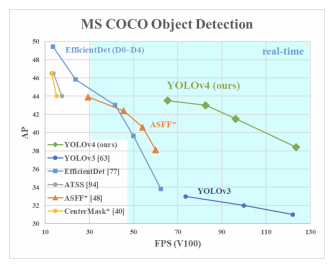 MS COCO Object Detection
50
48
46
44
42
40
38
36
34
32
30
AP
EfficientDet (D0~D4)
real-time
YOLOv4 (ours)
ASFF*
YOLOv3
YOLOv4 (ours)
YOLOv3 [63]
EfficientDet [77]
ATSS [94]
ASFF* [48]
CenterMask* [40]
10 30 50 70 90 110 130
FPS (V100)